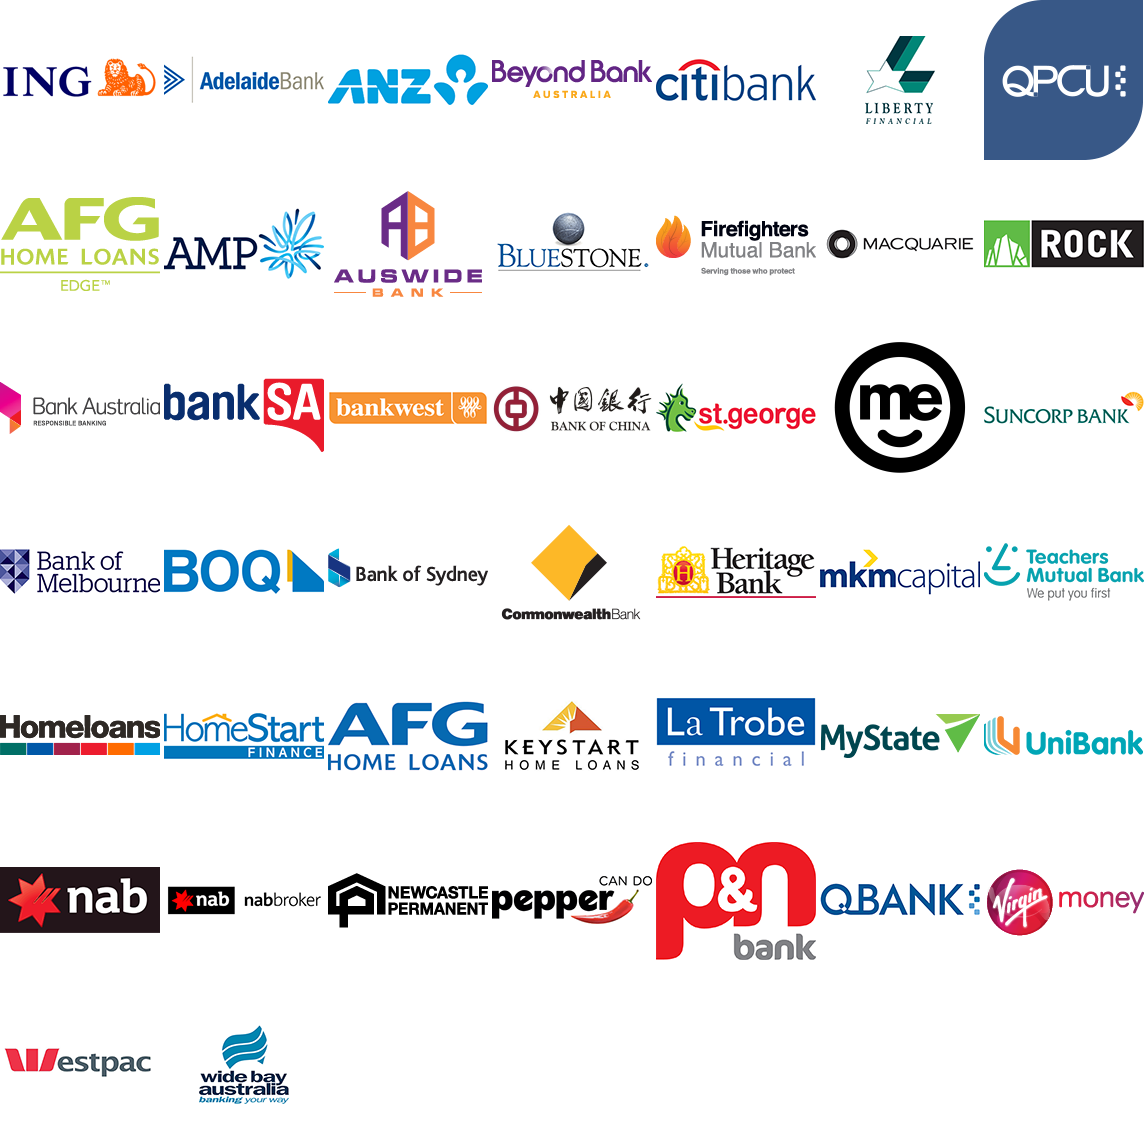 ING
AdelaideBank
ANZ
Beyond Bank
AUSTRALIA
citibank
LIBERTY
FINANCIAL
QPCU
AFG
HOME LOANS
EDGE™
AMP
AUSWIDE
BANK
BLUESTONE.
Firefighters
Mutual Bank
Serving those who protect
MACQUARIE
ROCK
Bank Australia
RESPONSIBLE BANKING
bankSA
bankwest
中国银行
BANK OF CHINA
st.george
me
SUNCORP BANK
Bank of
Melbourne
BOQ
Bank of Sydney
CommonwealthBank
H
Heritage
Bank
mkmcapital
Teachers
Mutual Bank
We put you first
Homeloans
HomeStart
FINANCE
AFG
HOME LOANS
KEYSTART
HOME LOANS
La Trobe
financial
MyState
UniBank
nab
nab nabbroker
NEWCASTLE
PERMANENT
CAN DO
pepper
p&n
bank
QBANK
Virgin money
Westpac
wide bay
australia
banking your way